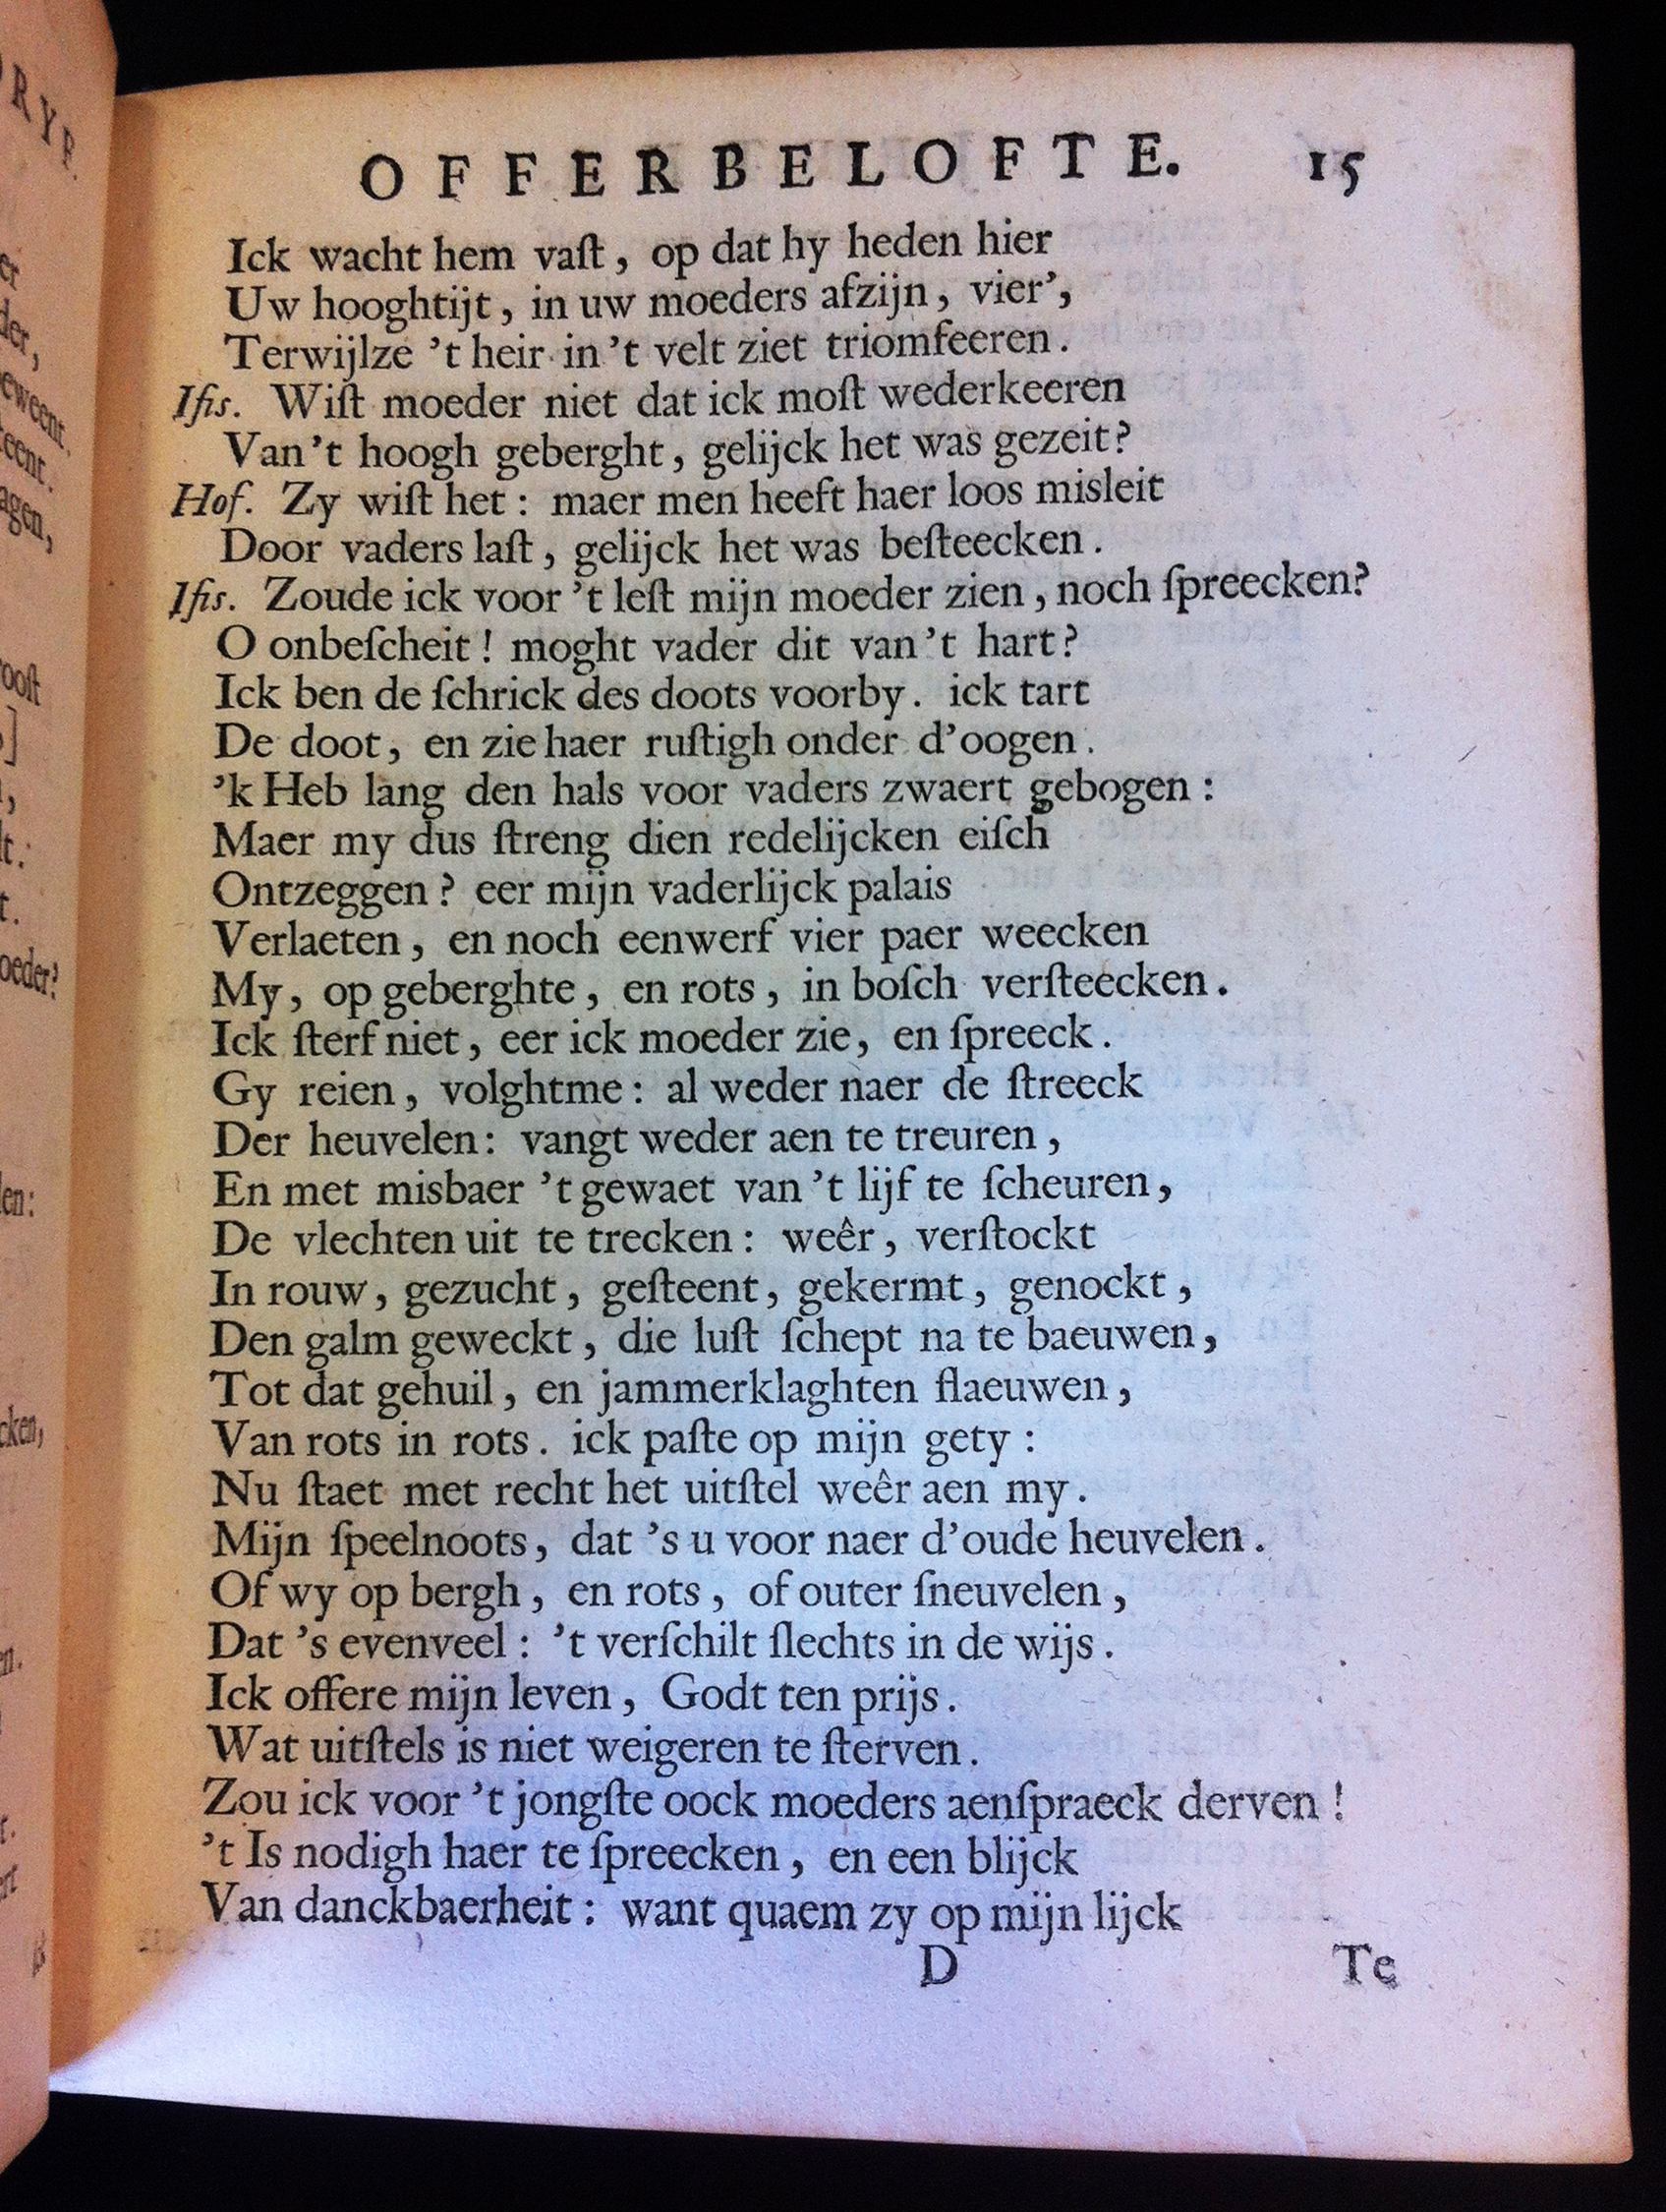 OFFERBELOFTE. 15
Ick wacht hem vaſt, op dat hy heden hier
Uw hooghtijt, in uw moeders afzijn, vier’,
Terwijlze ’t heir in ’t velt ziet triomfeeren.
Ifis. Wiſt moeder niet dat ick moſt wederkeeren
Van’t hoogh geberght, gelijck het was gezeit?
Hof. Zy wiſt het: maer men heeft haer loos misleit
Door vaders laſt, gelijck het was beſteecken.
Ifis. Zoude ick voor ’t leſt mijn moeder zien, noch ſpreecken?
O onbeſcheit! moght vader dit van’t hart?
Ick ben de ſchrick des doots voorby. ick tart
De doot, en zie haer ruſtigh onder d’oogen.
’k Heb lang den hals voor vaders zwaert gebogen:
Maer my dus ſtreng dien redelijcken eiſch
Ontzeggen? eer mijn vaderlijck palais
Verlaeten, en noch eenwerf vier paer weecken
My, op geberghte, en rots, in boſch verſteecken.
Ick ſterf niet, eer ick moeder zie, en ſpreeck.
Gy reien, volghtme: al weder naer de ſtreeck
Der heuvelen: vangt weder aen te treuren,
En met misbaer ’t gewaet van ’t lijf te ſcheuren,
De vlechten uit te trecken: weêr, verſtockt
In rouw, gezucht, geſteent, gekermt, genockt,
Den galm geweckt, die luſt ſchept na te baeuwen,
Tot dat gehuil, en jammerklaghten flaeuwen,
Van rots in rots. ick paſte op mijn gety:
Nu ſtaet met recht het uitſtel weêr aen my.
Mijn ſpeelnoots, dat ’s u voor naer d’oude heuvelen.
Of wy op bergh, en rots, of outer ſneuvelen,
Dat ’s evenveel: ’t verſchilt ſlechts in de wijs.
Ick offere mijn leven, Godt ten prijs.
Wat uitſtels is niet weigeren te ſterven.
Zou ick voor ’t jongſte oock moeders aenſpraeck derven!
’t Is nodigh haer te ſpreecken, en een blijck
Van danckbaerheit: want quaem zy op mijn lijck
D Te